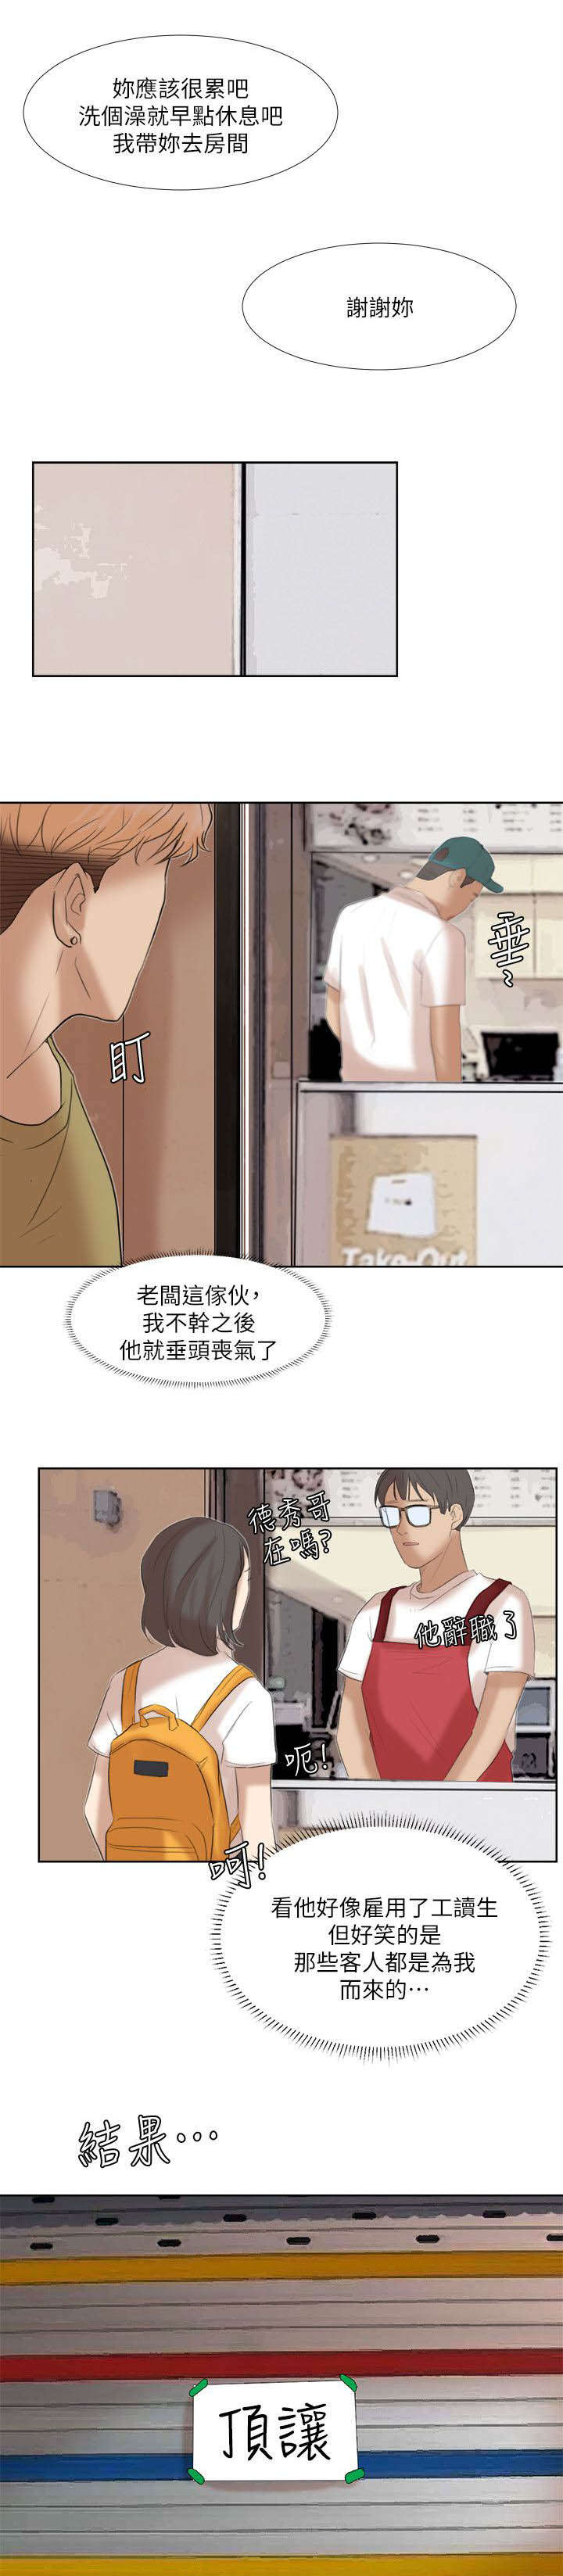 妳應該很累吧
洗個澡就早點休息吧
我帶妳去房間
謝謝妳
垂~
盯
Take-Out
老闆這傢伙，
我不幹之後
他就垂頭喪氣了
德秀哥
在嗎?
他辭職了
呃!
呵!
看他好像雇用了工讀生
但好笑的是
那些客人都是為我
而來的…
結果…
頂讓